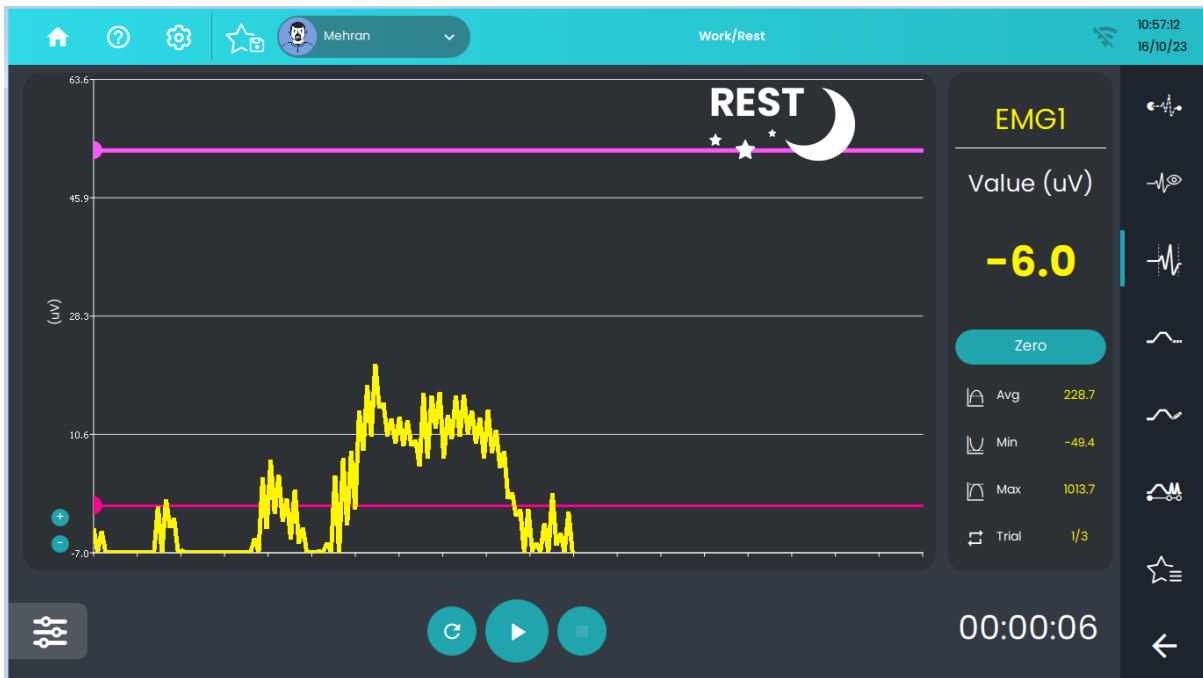 Mehran
Work/Rest
10:57:12
16/10/23
63.6
45.9
28.3
10.6
-7.0
(uV)
REST
EMG1
Value (uV)
-6.0
Zero
Avg 228.7
Min -49.4
Max 1013.7
Trial 1/3
00:00:06